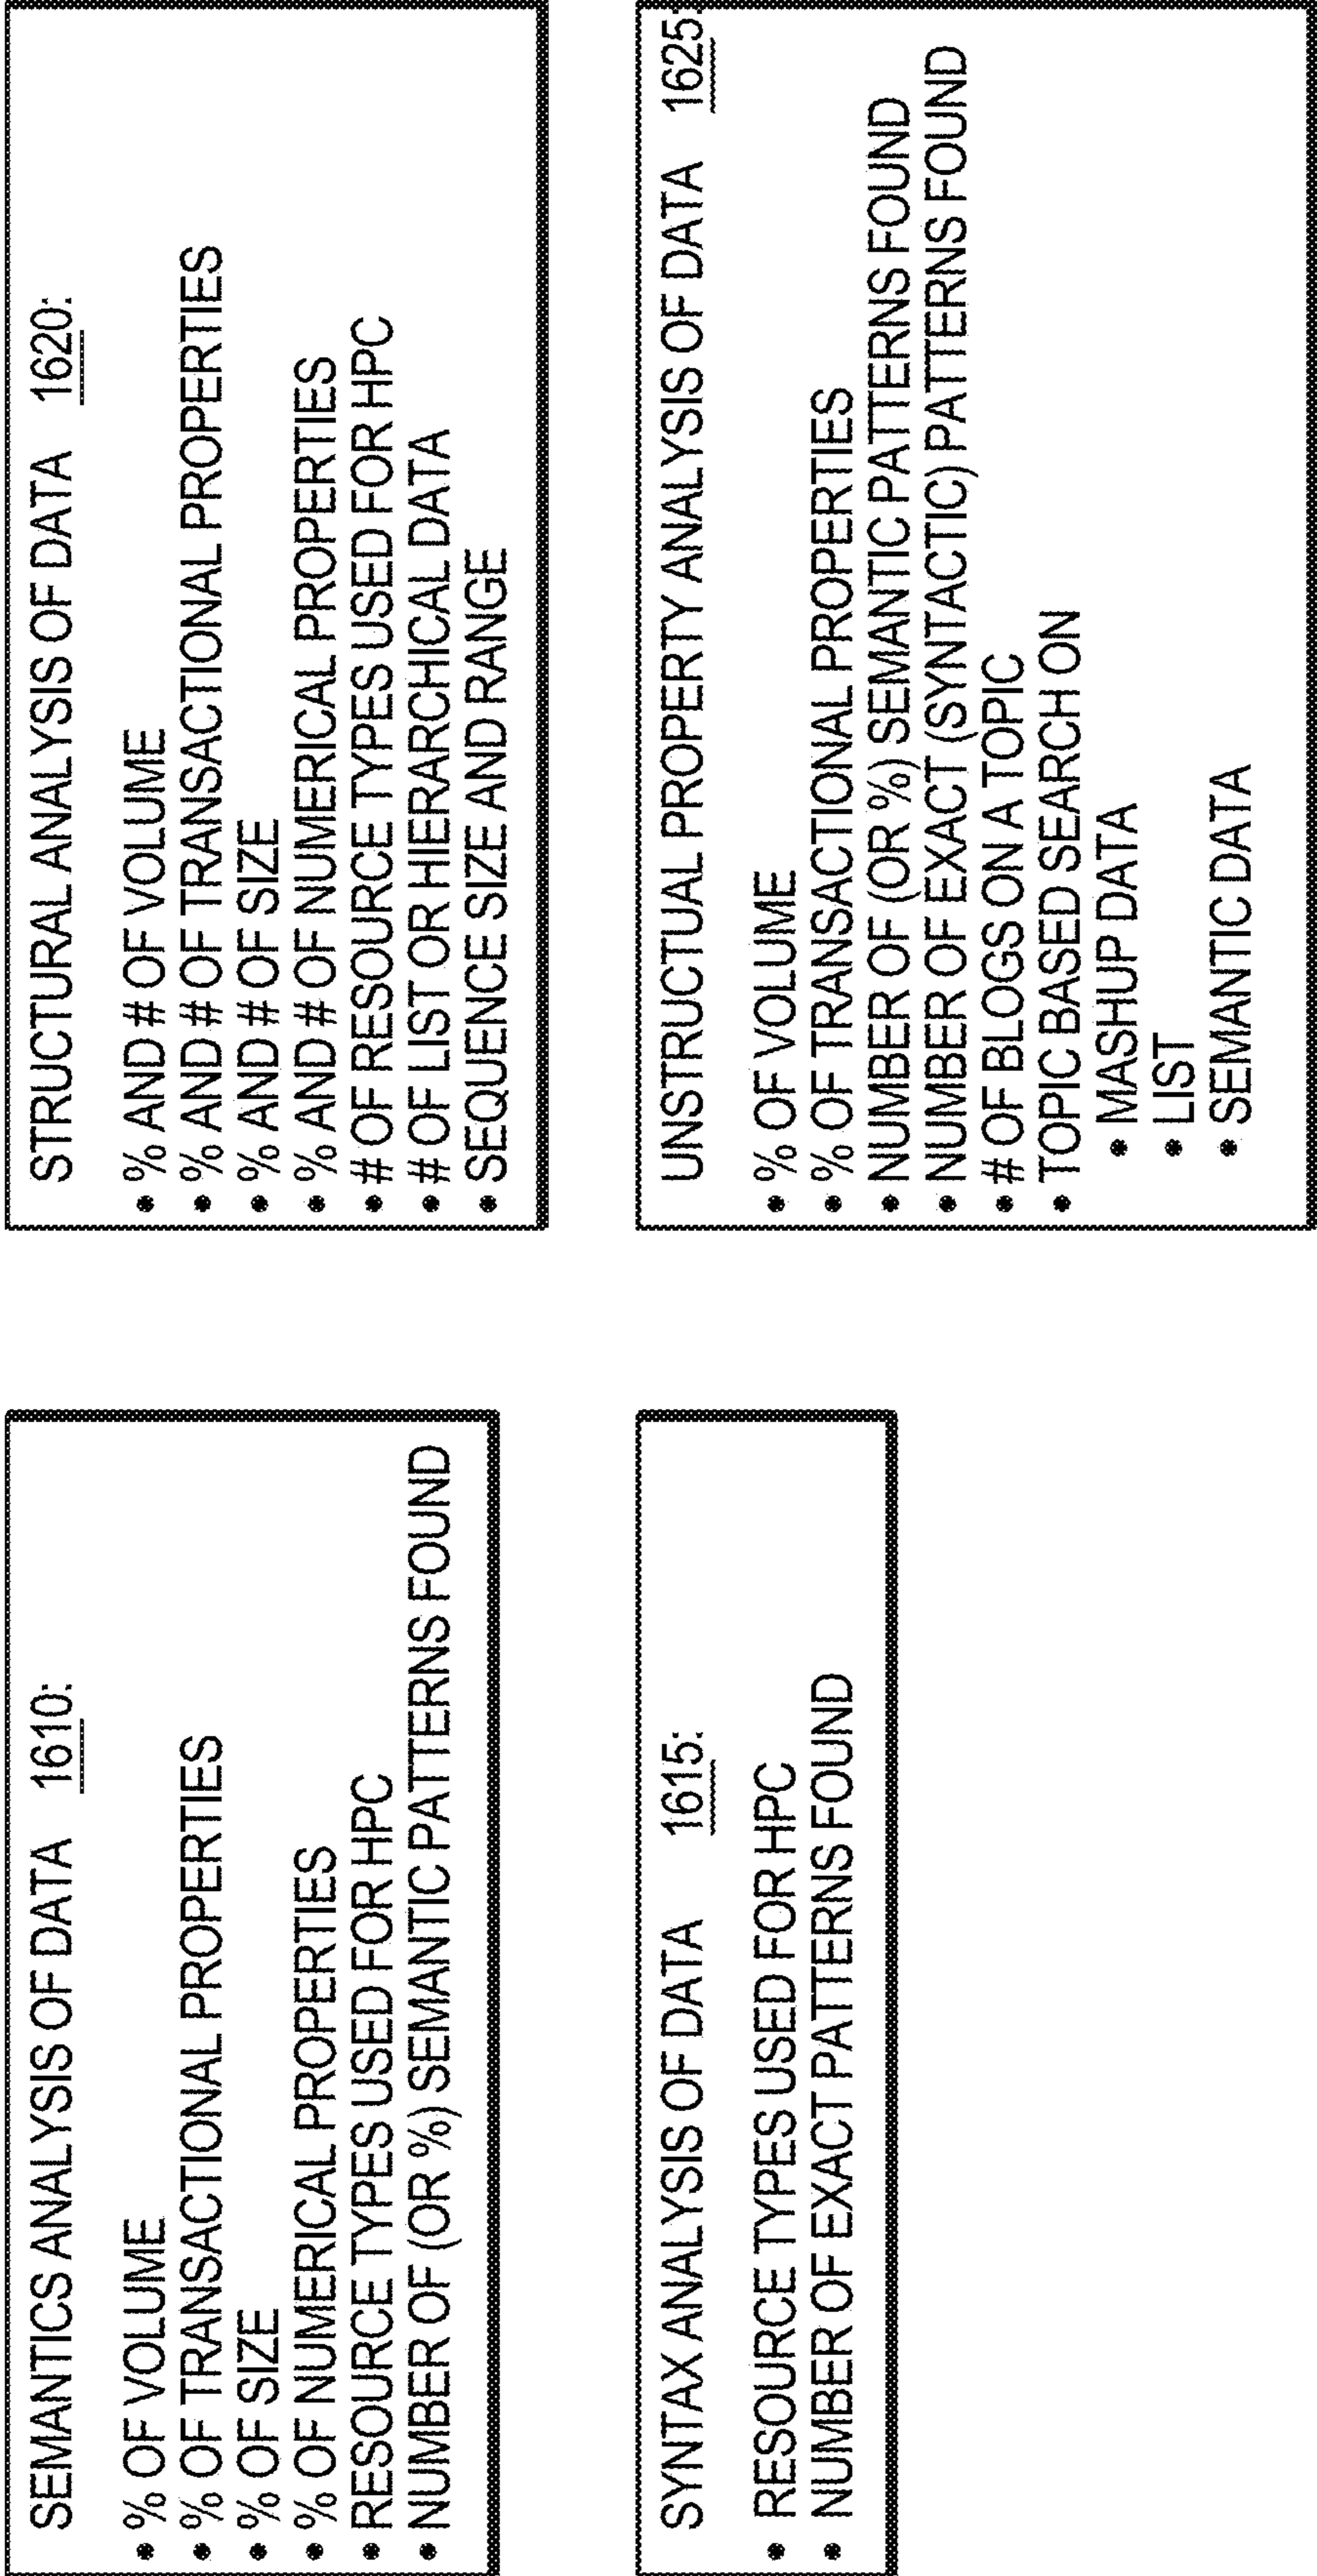 SEMANTICS ANALYSIS OF DATA 1610:
• % OF VOLUME
• % OF TRANSACTIONAL PROPERTIES
• % OF SIZE
• % OF NUMERICAL PROPERTIES
• RESOURCE TYPES USED FOR HPC
• NUMBER OF (OR %) SEMANTIC PATTERNS FOUND
SYNTAX ANALYSIS OF DATA 1615:
• RESOURCE TYPES USED FOR HPC
• NUMBER OF EXACT PATTERNS FOUND
STRUCTURAL ANALYSIS OF DATA 1620:
• % AND # OF VOLUME
• % AND # OF TRANSACTIONAL PROPERTIES
• % AND # OF SIZE
• % AND # OF NUMERICAL PROPERTIES
• # OF RESOURCE TYPES USED FOR HPC
• # OF LIST OR HIERARCHICAL DATA
• SEQUENCE SIZE AND RANGE
UNSTRUCTUAL PROPERTY ANALYSIS OF DATA 1625:
• % OF VOLUME
• % OF TRANSACTIONAL PROPERTIES
• NUMBER OF (OR %) SEMANTIC PATTERNS FOUND
• NUMBER OF EXACT (SYNTACTIC) PATTERNS FOUND
• # OF BLOGS ON A TOPIC
• TOPIC BASED SEARCH ON
• MASHUP DATA
• LIST
• SEMANTIC DATA